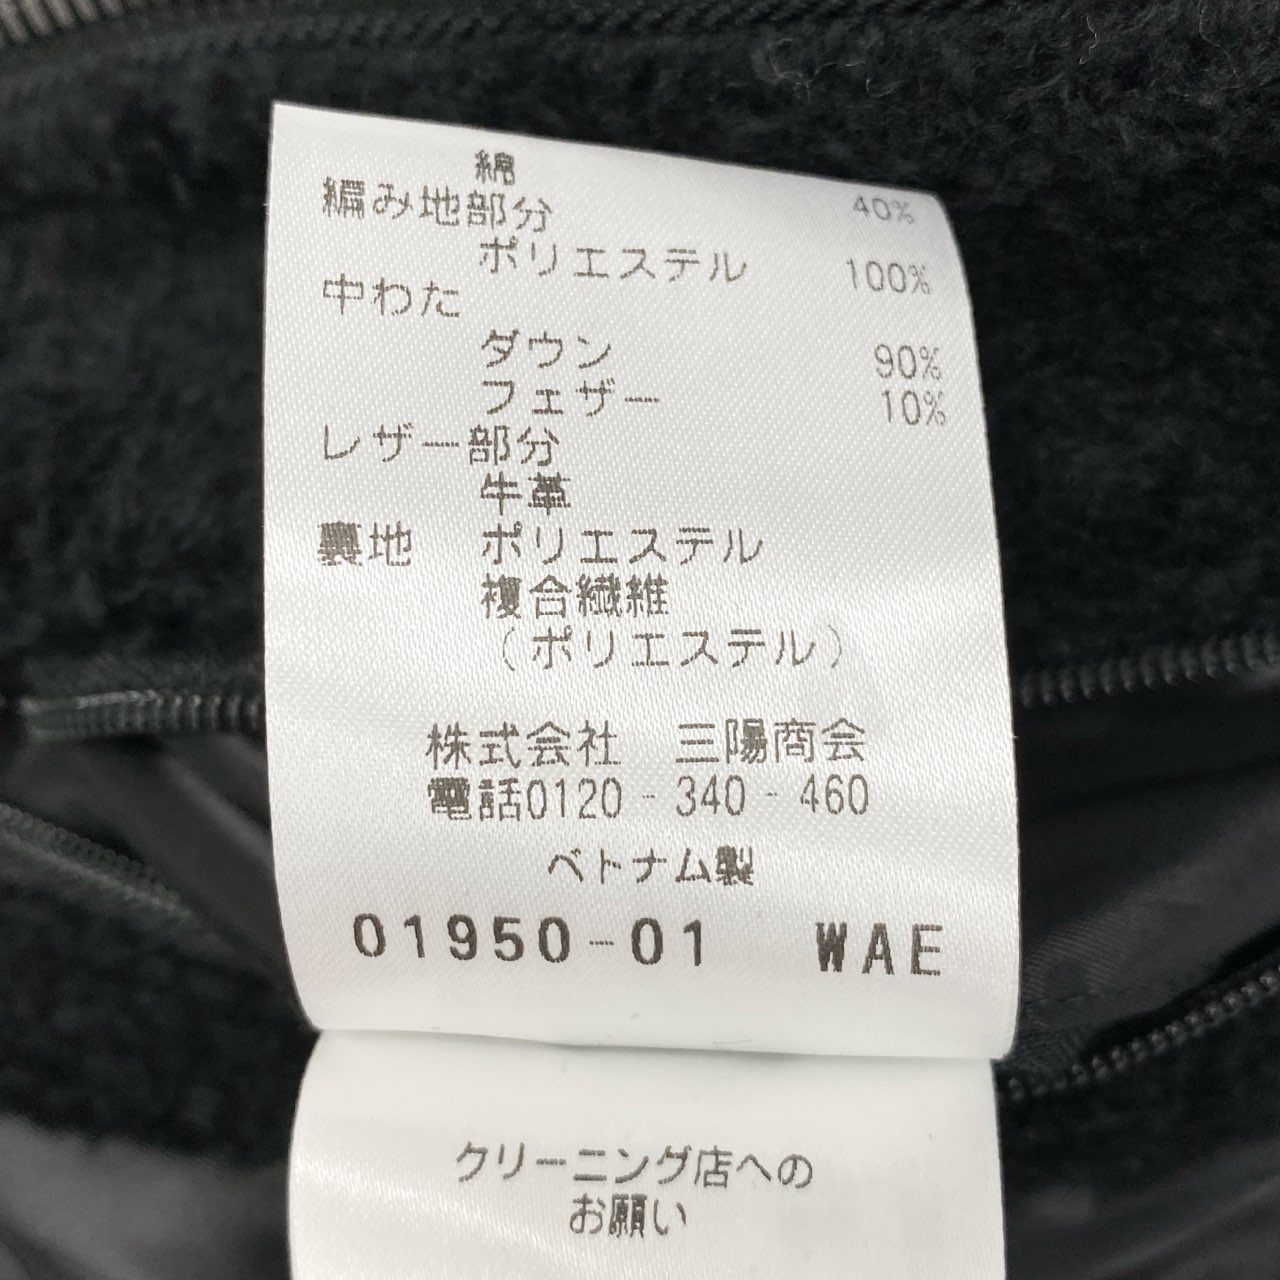 綿 40%
編み地部分
ポリエステル 100%
中わた
ダウン 90%
フェザー 10%
レザー部分
牛革
裏地 ポリエステル
複合繊維
(ポリエステル)
株式会社 三陽商会
電話0120-340-460
ベトナム製
01950-01 WAE
クリーニング店への
お願い